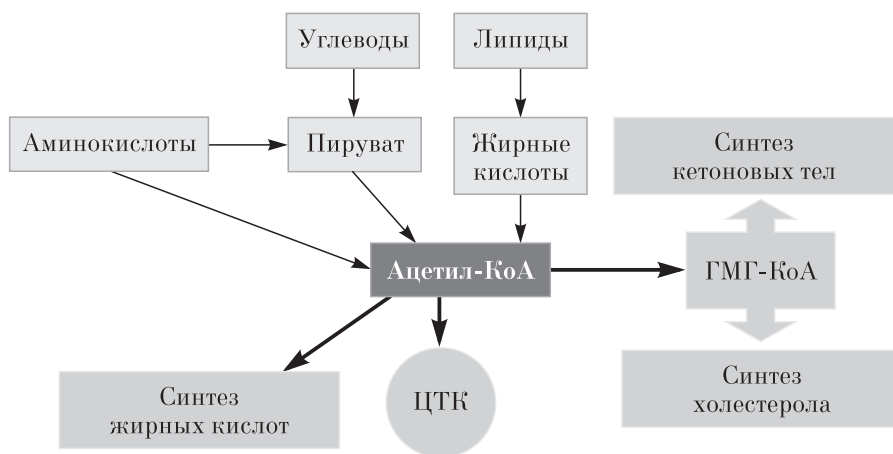 Углеводы
Липиды
Аминокислоты
Пируват
Жирные
кислоты
Синтез
кетоновых тел
Ацетил-КоА
ГМГ-КоА
Синтез
жирных кислот
ЦТК
Синтез
холестерола